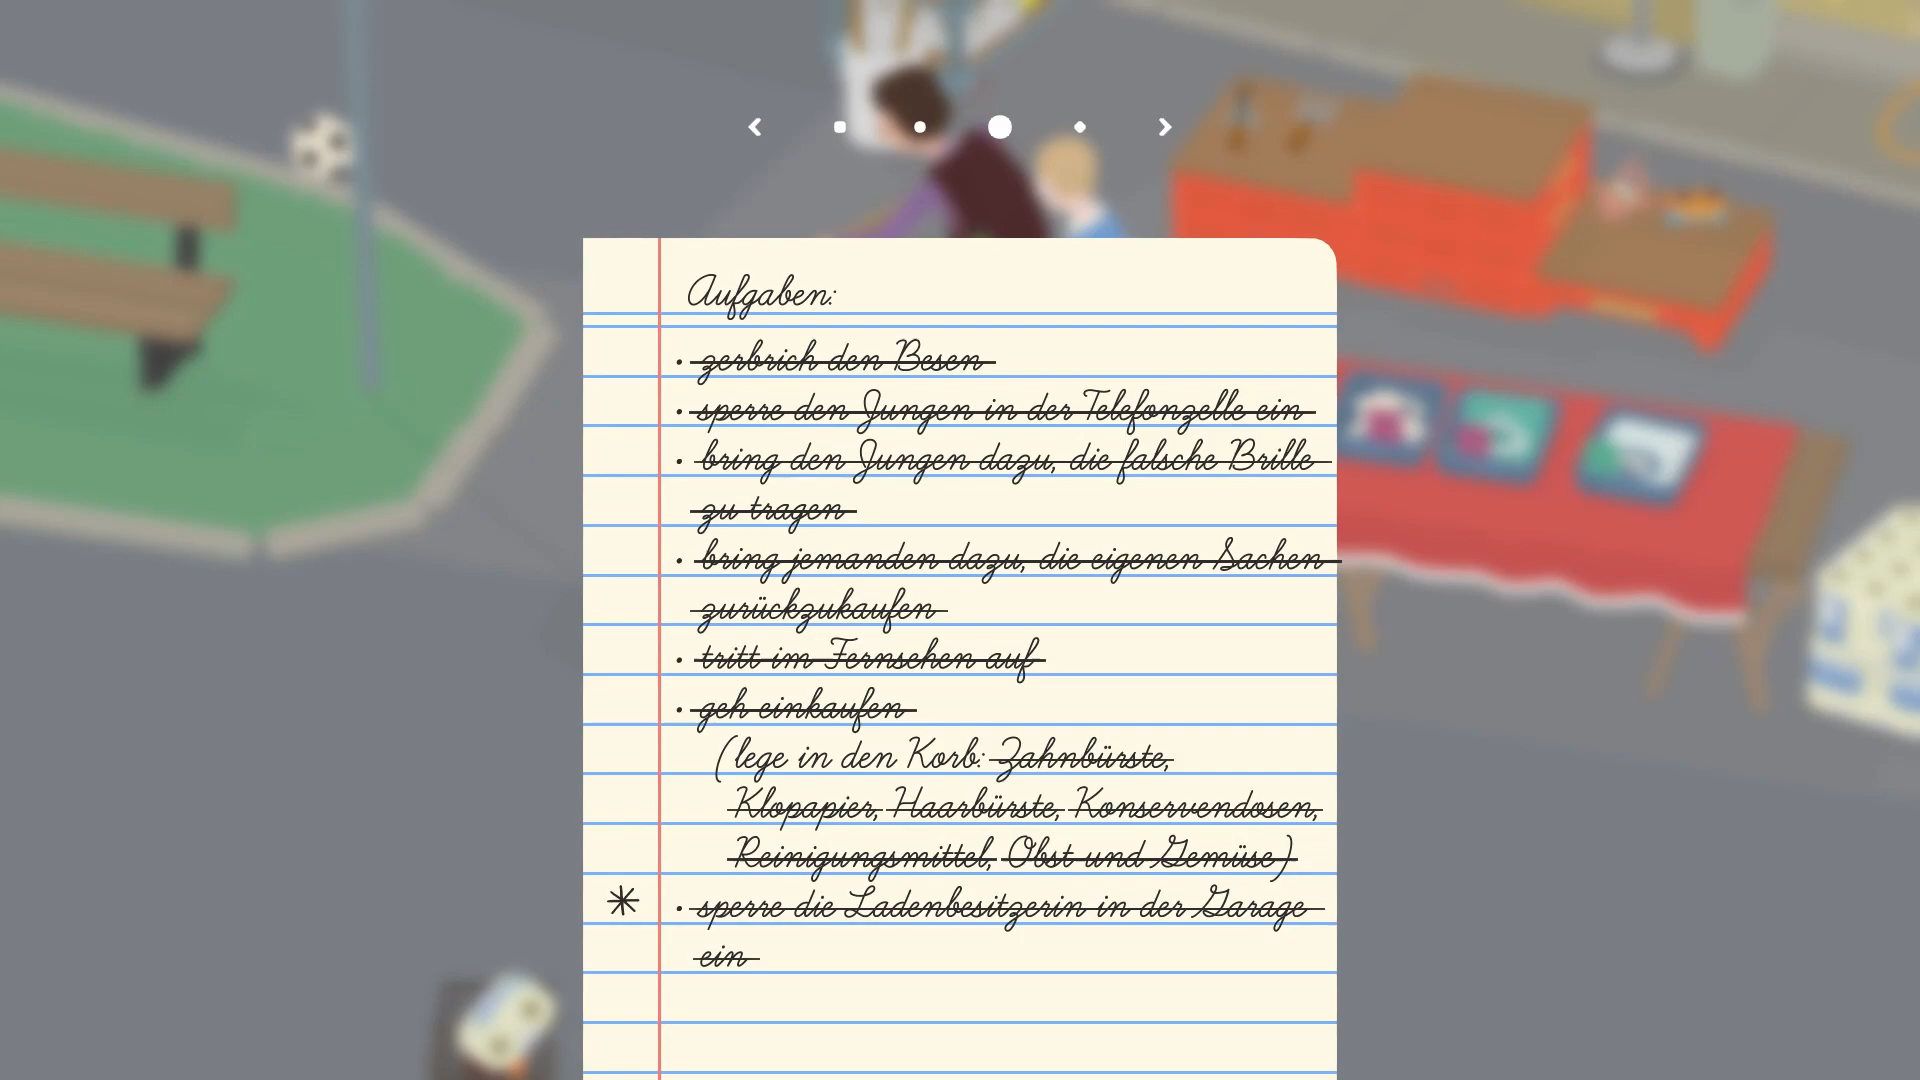 Aufgaben:
• zerbrich den Besen
• sperre den Jungen in der Telefonzelle ein
• bring den Jungen dazu, die falsche Brille
zu tragen
• bring jemanden dazu, die eigenen Sachen
zurückzukaufen
• tritt im Fernsehen auf
• geh einkaufen
(lege in den Korb: Zahnbürste,
Klopapier, Haarbürste, Konservendosen,
Reinigungsmittel, Obst und Gemüse)
• sperre die Ladenbesitzerin in der Garage
ein